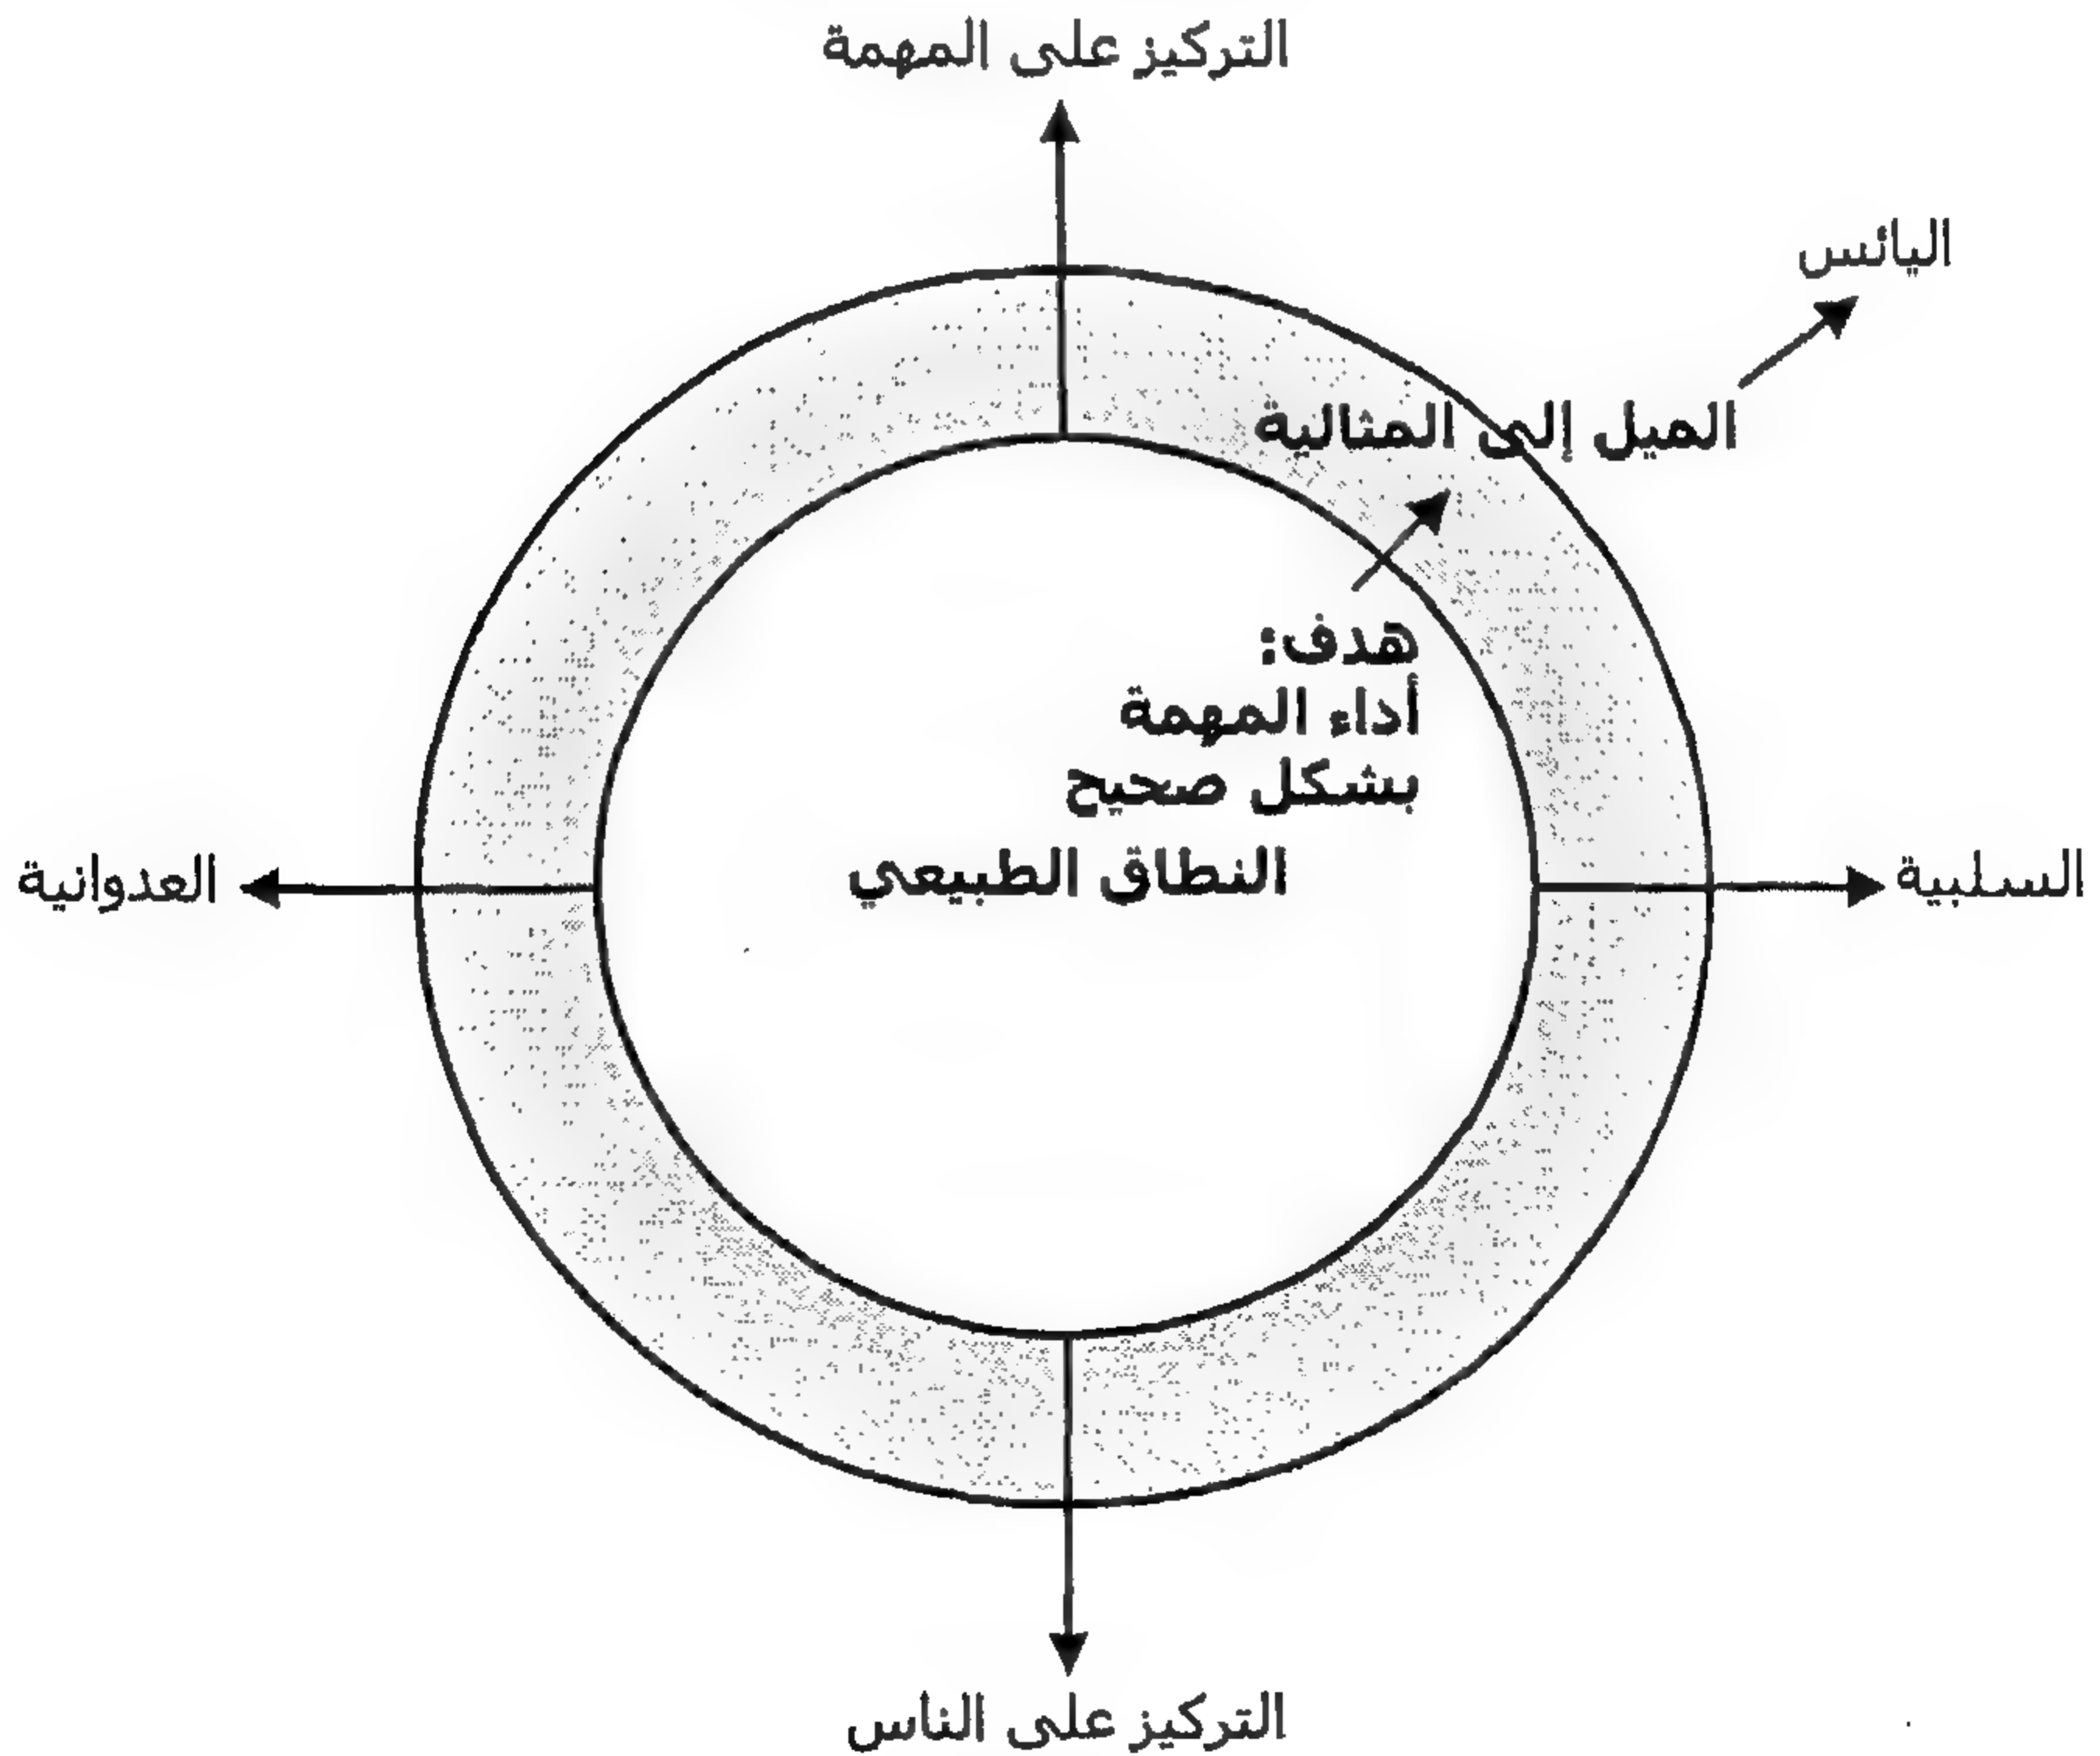 التركيز على المهمة
اليائس
الميل إلى المثالية
هدف:
أداء المهمة
بشكل صحيح
النطاق الطبيعي
السلبية
العدوانية
التركيز على الناس